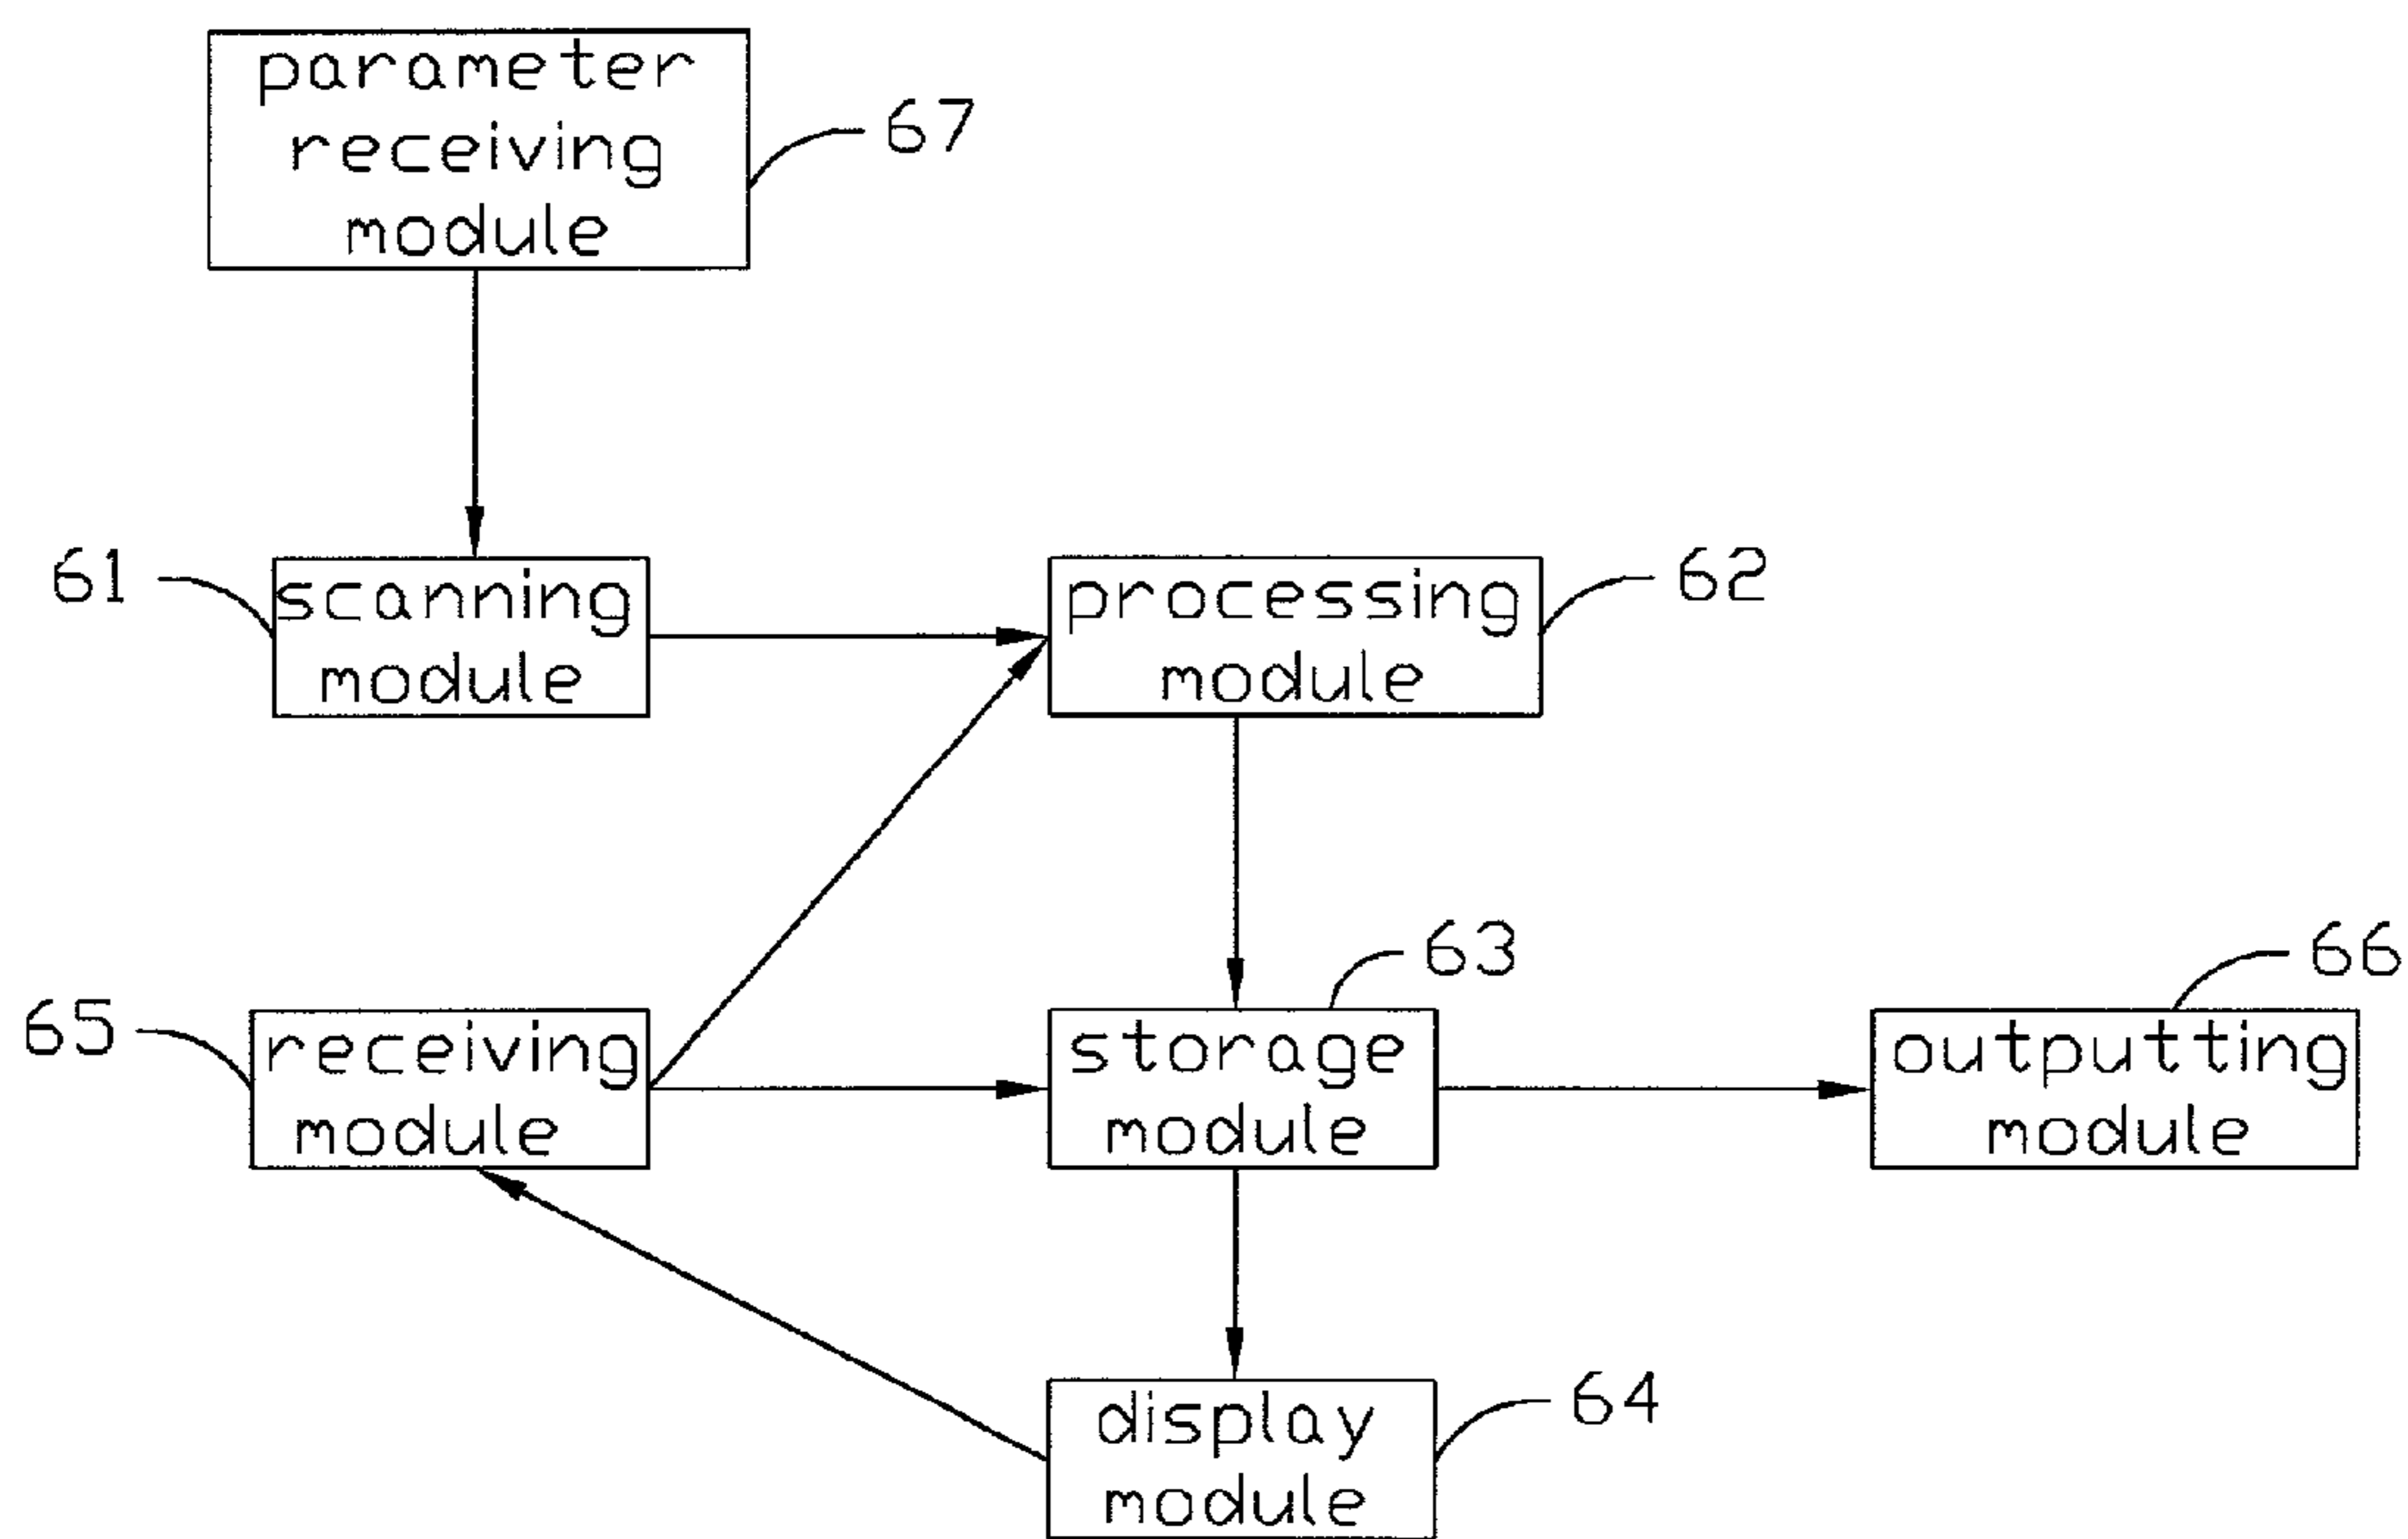 parameter
receiving
module
67
61
scanning
module
processing
module
62
65
receiving
module
storage
module
63
outputting
module
66
display
module
64